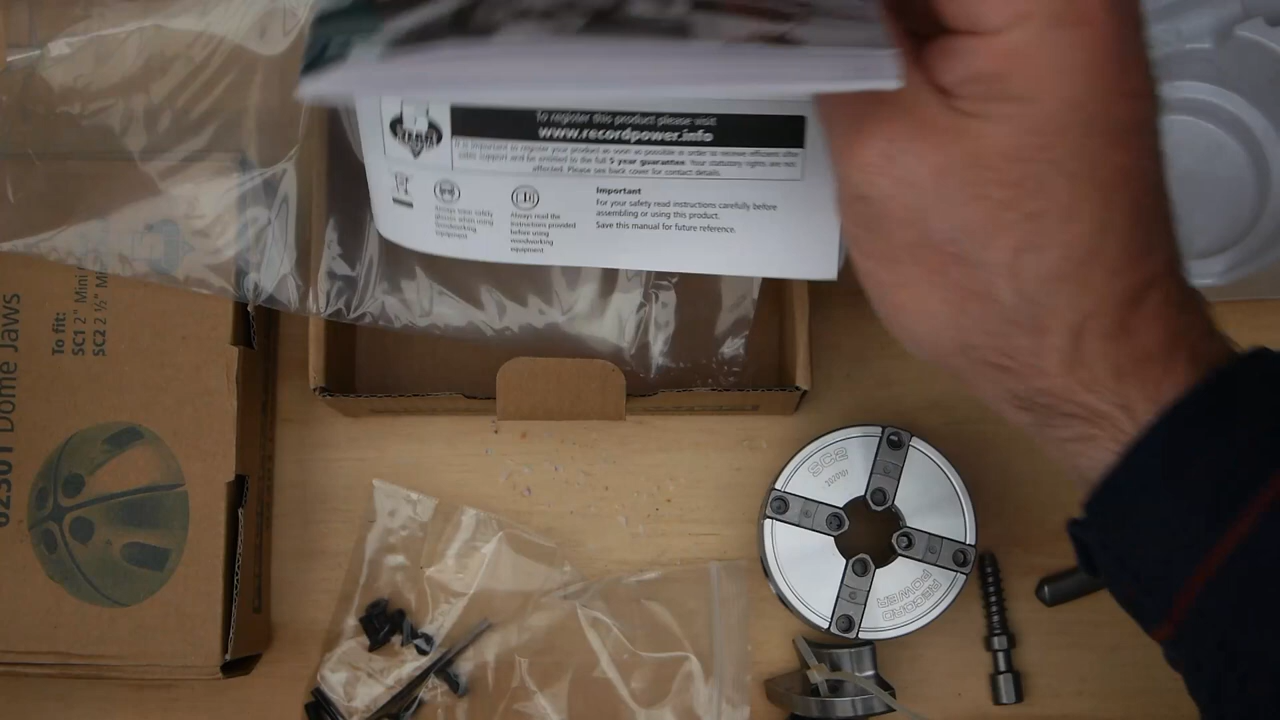 To register this product please visit
www.recordpower.info
It is important to register your product as soon as possible in order to receive efficient after
sales support and be entitled to the full 5 year guarantee. Your statutory rights are not
affected. Please see back cover for contact details.
Always wear safety
glasses when using
woodworking
equipment
Always read the
instructions provided
before using
woodworking
equipment
Important
For your safety read instructions carefully before
assembling or using this product.
Save this manual for future reference.
62301 Dome Jaws
To fit:
SC1 2" Mini
SC2 2 ½" Mi
SC2
RECORD
POWER